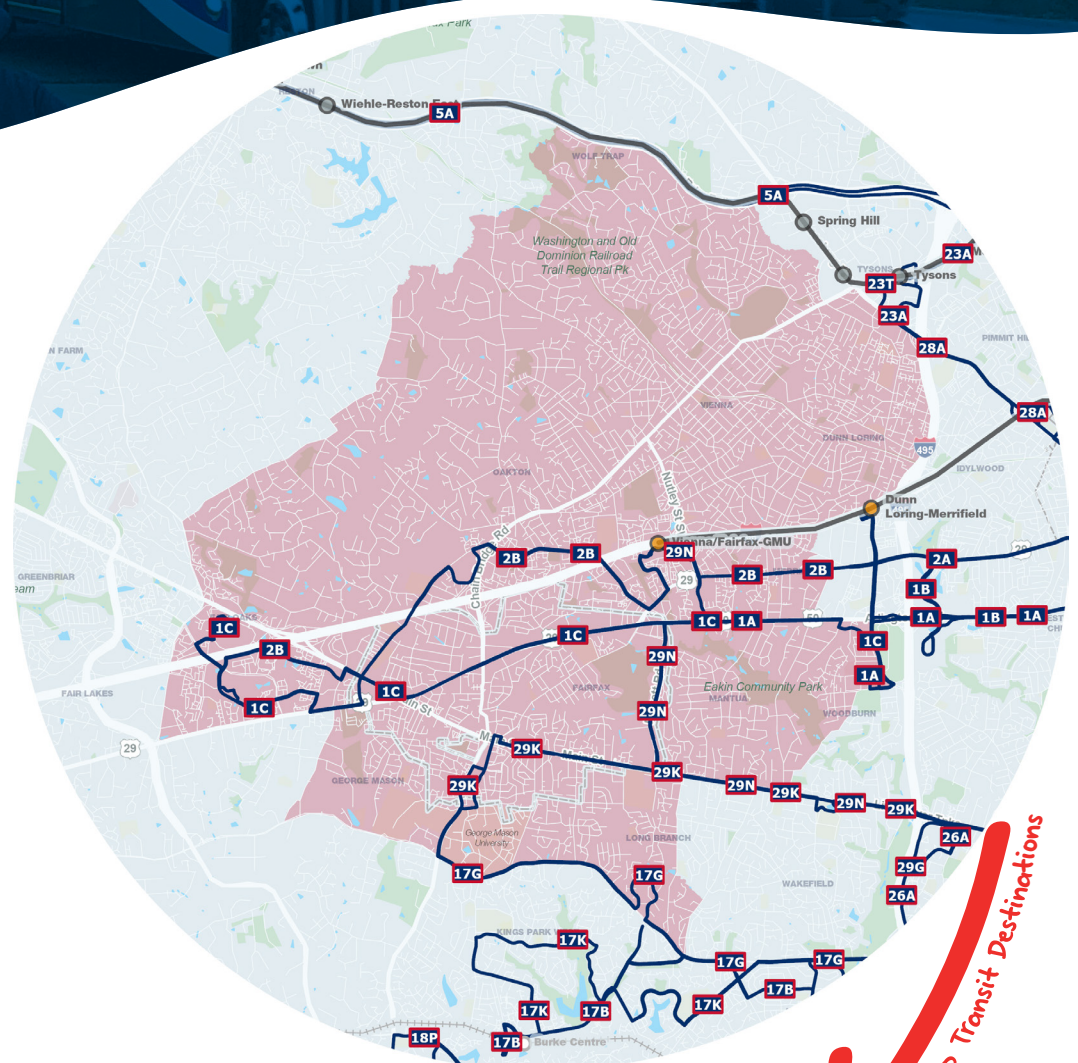 Wiehle-Reston East
5A
WOLF TRAP
5A
Spring Hill
Washington and Old
Dominion Railroad
Trail Regional Pk
23A
TYSONS
Tysons
23T
23A
28A
PIMMIT
N FARM
VIENNA
28A
DUNN LORING
495
IDYLWOOD
OAKTON
Nutley St S
Dunn
Loring-Merrifield
Vienna/Fairfax-GMU
29N
2B
2B
29
2B
2B
2A
29
GREENBRIAR
1B
1C
1C
1C
1A
50
1A
1B
1A
2B
29N
1C
1A
FAIR LAKES
1C
1C
FAIRFAX
Eakin Community Park
MANTUA
29N
WOODBURN
29
29K
Main St
29K
29N
29K
29N
29K
GEORGE MASON
29K
George Mason
University
LONG BRANCH
26A
17G
17G
29G
WAKEFIELD
26A
KINGS PARK
17K
17G
17G
17B
17K
17B
17K
18P
17B
Burke Centre
Transit Destinations